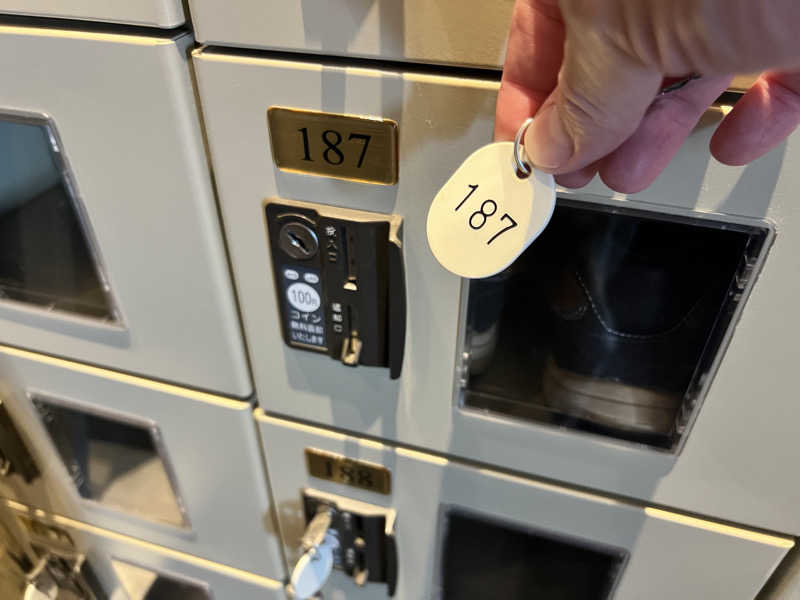 187
187
投入口
100円
コイン
無料返却
いたします
返却口
188